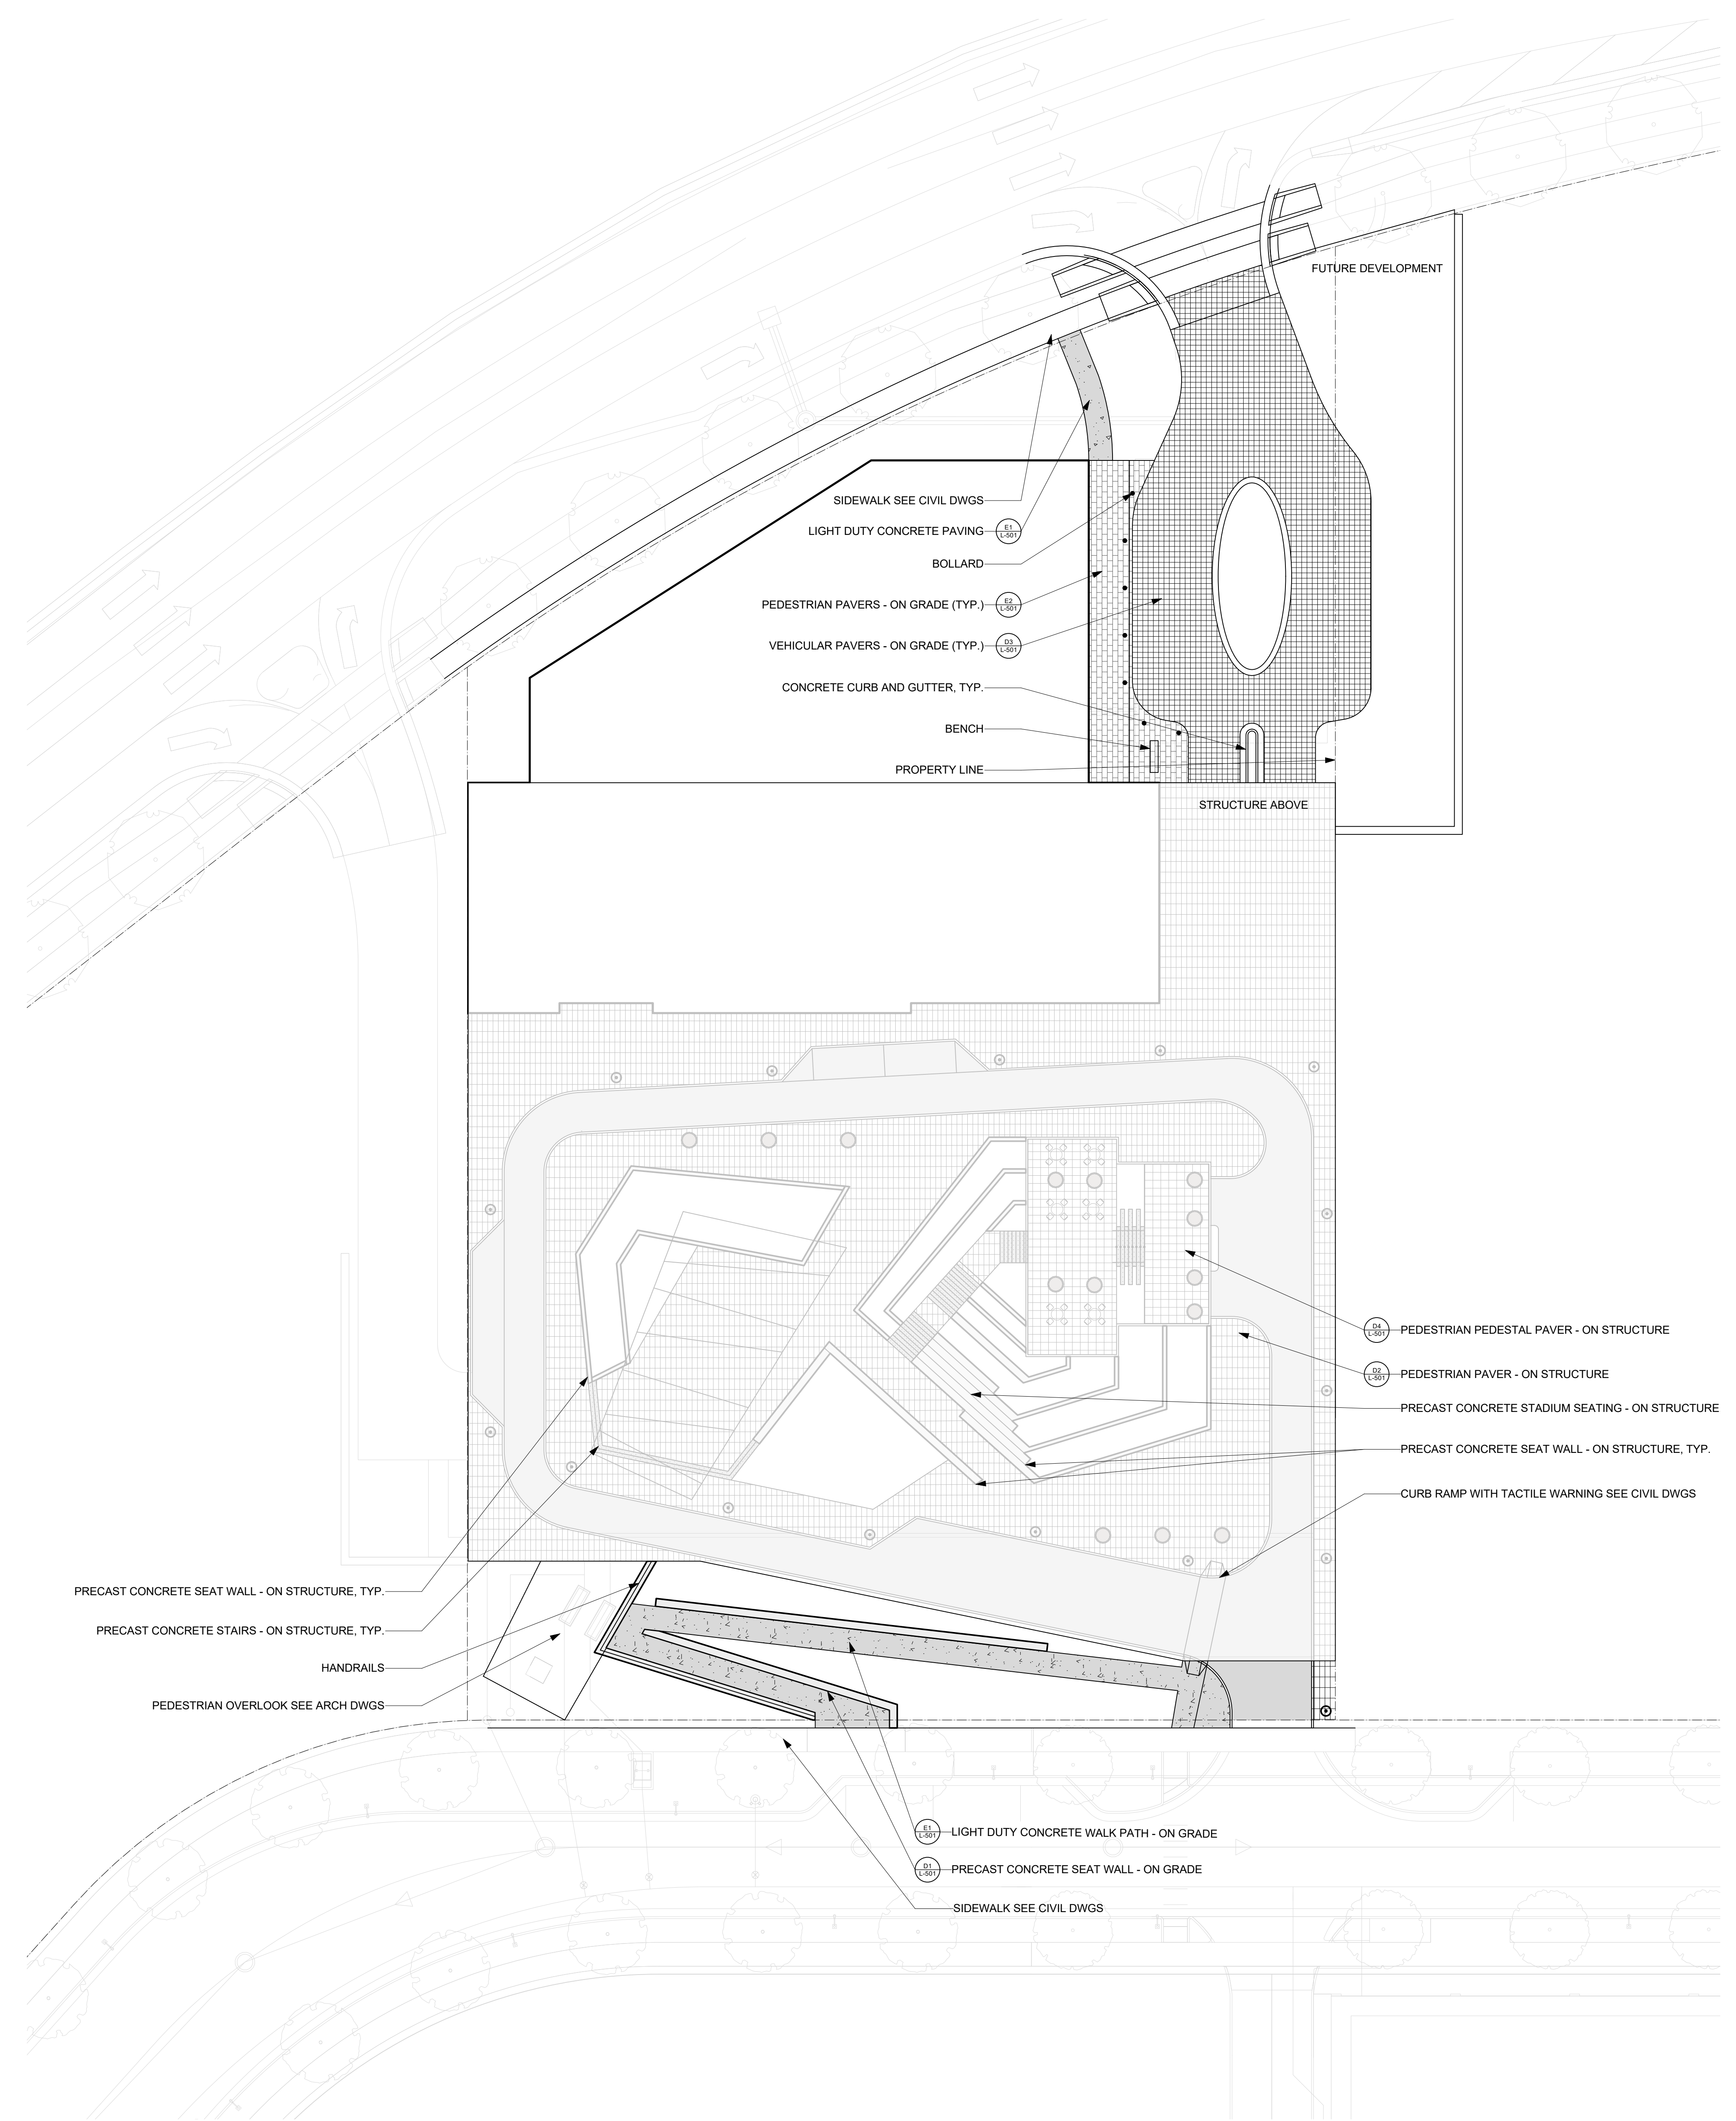 FUTURE DEVELOPMENT
SIDEWALK SEE CIVIL DWGS
LIGHT DUTY CONCRETE PAVING
E1
L-501
BOLLARD
PEDESTRIAN PAVERS - ON GRADE (TYP.)
E2
L-501
VEHICULAR PAVERS - ON GRADE (TYP.)
D3
L-501
CONCRETE CURB AND GUTTER, TYP.
BENCH
PROPERTY LINE
STRUCTURE ABOVE
D4
L-501
PEDESTRIAN PEDESTAL PAVER - ON STRUCTURE
D2
L-501
PEDESTRIAN PAVER - ON STRUCTURE
PRECAST CONCRETE STADIUM SEATING - ON STRUCTURE
PRECAST CONCRETE SEAT WALL - ON STRUCTURE, TYP.
CURB RAMP WITH TACTILE WARNING SEE CIVIL DWGS
PRECAST CONCRETE SEAT WALL - ON STRUCTURE, TYP.
PRECAST CONCRETE STAIRS - ON STRUCTURE, TYP.
HANDRAILS
PEDESTRIAN OVERLOOK SEE ARCH DWGS
E1
L-501
LIGHT DUTY CONCRETE WALK PATH - ON GRADE
D1
L-501
PRECAST CONCRETE SEAT WALL - ON GRADE
SIDEWALK SEE CIVIL DWGS